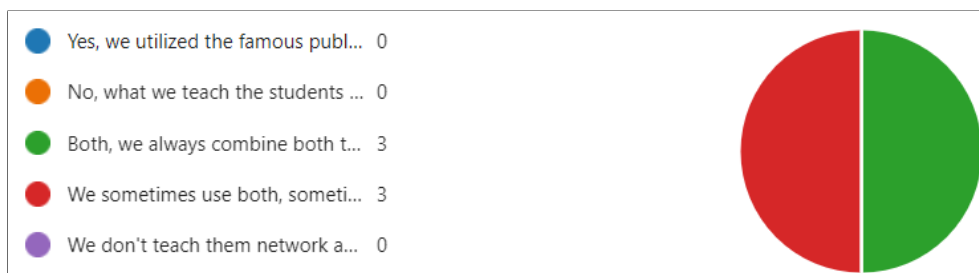 Yes, we utilized the famous publ... 0
No, what we teach the students ... 0
Both, we always combine both t... 3
We sometimes use both, someti... 3
We don't teach them network a... 0